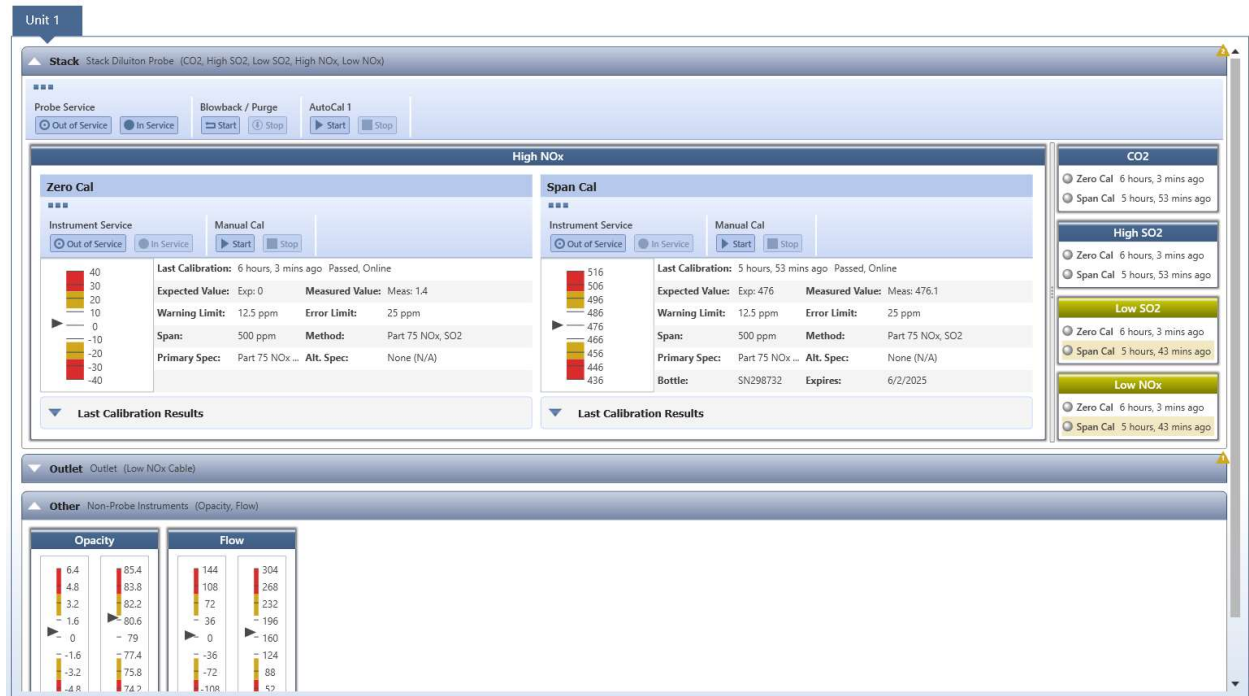 Unit 1
Stack Stack Diluiton Probe (CO2, High SO2, Low SO2, High NOx, Low NOx)
2
Probe Service
Out of Service In Service
Blowback / Purge
Start Stop
AutoCal 1
Start Stop
High NOx
Zero Cal
Instrument Service
Out of Service In Service
Manual Cal
Start Stop
40
30
20
10
0
-10
-20
-30
-40
Last Calibration: 6 hours, 3 mins ago Passed, Online
Expected Value: Exp: 0 Measured Value: Meas: 1.4
Warning Limit: 12.5 ppm Error Limit: 25 ppm
Span: 500 ppm Method: Part 75 NOx, SO2
Primary Spec: Part 75 NOx ... Alt. Spec: None (N/A)
Last Calibration Results
Span Cal
Instrument Service
Out of Service In Service
Manual Cal
Start Stop
516
506
496
486
476
466
456
446
436
Last Calibration: 5 hours, 53 mins ago Passed, Online
Expected Value: Exp: 476 Measured Value: Meas: 476.1
Warning Limit: 12.5 ppm Error Limit: 25 ppm
Span: 500 ppm Method: Part 75 NOx, SO2
Primary Spec: Part 75 NOx ... Alt. Spec: None (N/A)
Bottle: SN298732 Expires: 6/2/2025
Last Calibration Results
CO2
Zero Cal 6 hours, 3 mins ago
Span Cal 5 hours, 53 mins ago
High SO2
Zero Cal 6 hours, 3 mins ago
Span Cal 5 hours, 53 mins ago
Low SO2
Zero Cal 6 hours, 3 mins ago
Span Cal 5 hours, 43 mins ago
Low NOx
Zero Cal 6 hours, 3 mins ago
Span Cal 5 hours, 43 mins ago
Outlet Outlet (Low NOx Cable)
1
Other Non-Probe Instruments (Opacity, Flow)
Opacity
6.4
4.8
3.2
1.6
0
-1.6
-3.2
-4.8
85.4
83.8
82.2
80.6
79
77.4
75.8
74.2
Flow
144
108
72
36
0
-36
-72
-108
304
268
232
196
160
124
88
52